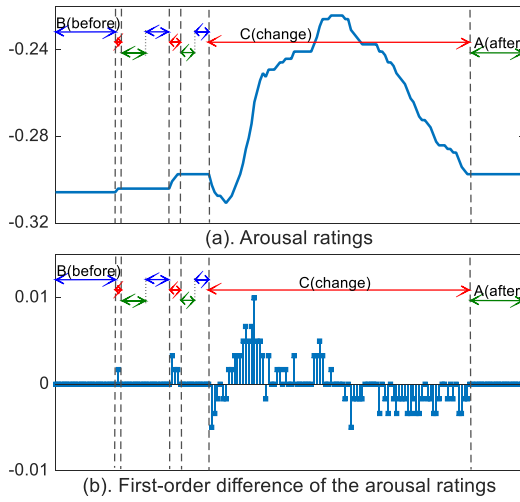 B(before)
C(change)
A(after
-0.24
-0.28
-0.32
(a). Arousal ratings
B(before)
C(change)
A(after
0.01
0
-0.01
(b). First-order difference of the arousal ratings